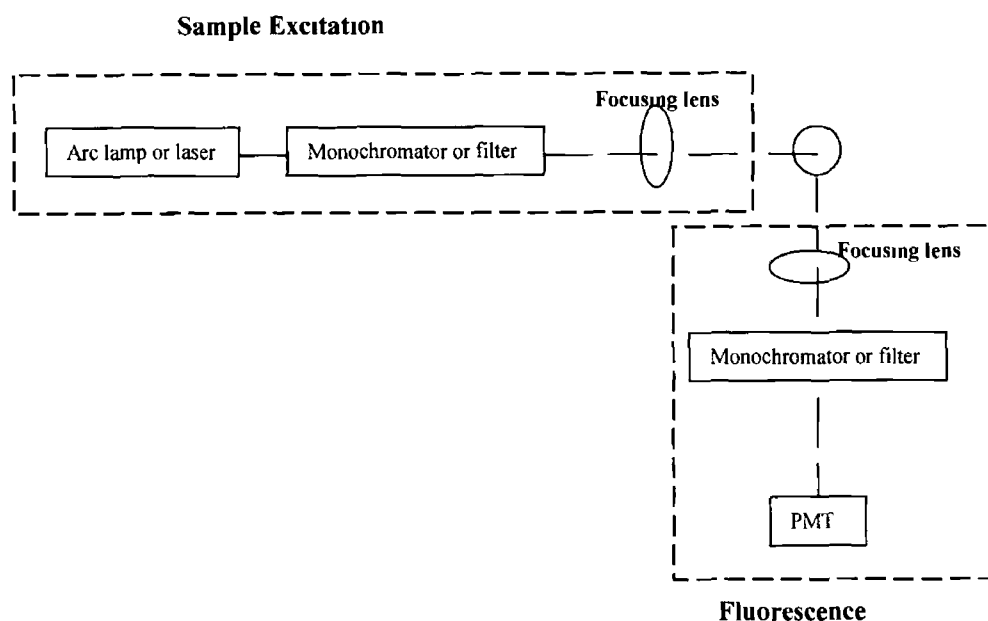 Sample Excitation
Focusing lens
Arc lamp or laser
Monochromator or filter
Focusing lens
Monochromator or filter
PMT
Fluorescence